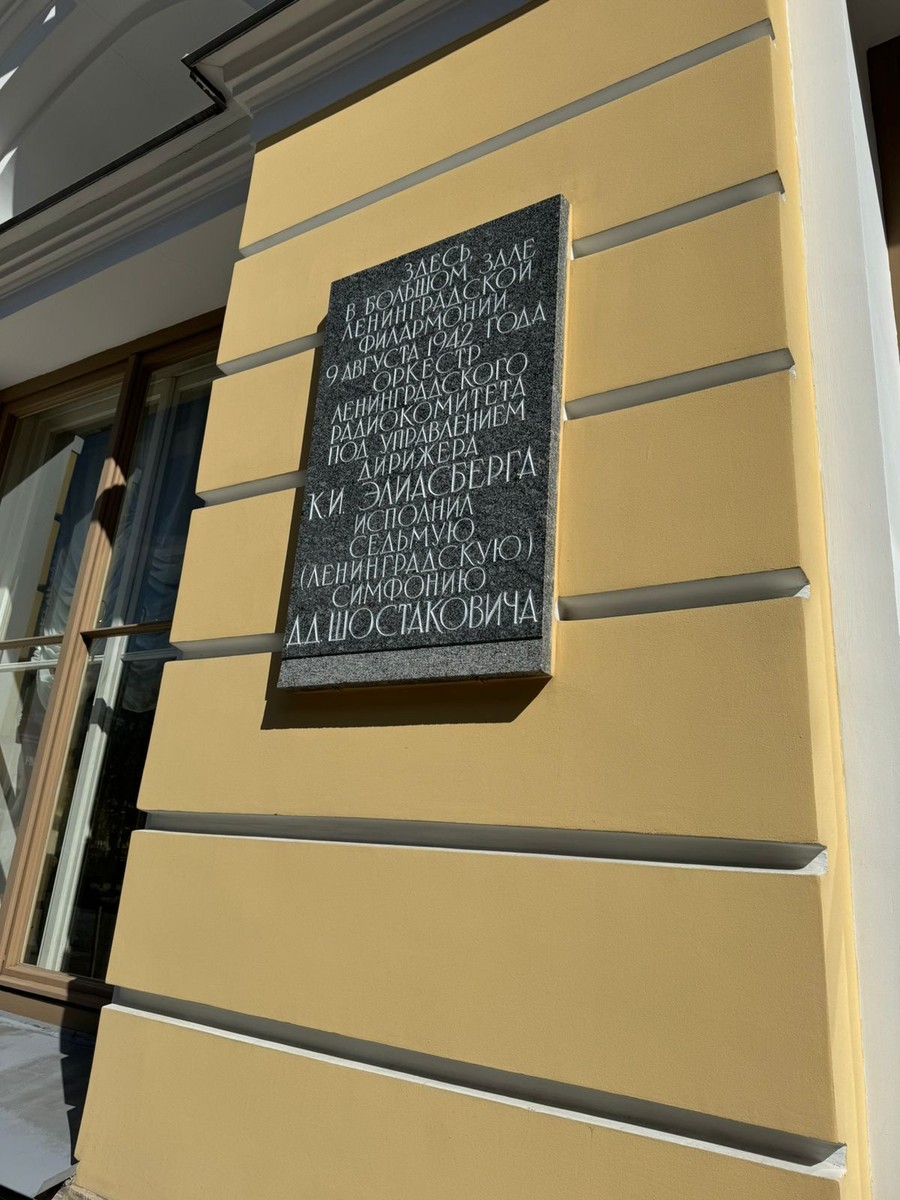 ЗДЕСЬ
В БОЛЬШОМ ЗАЛЕ
ЛЕНИНГРАДСКОЙ
ФИЛАРМОНИИ
9 АВГУСТА 1942 ГОДА
ОРКЕСТР
ЛЕНИНГРАДСКОГО
РАДИОКОМИТЕТА
ПОД УПРАВЛЕНИЕМ
ДИРИЖЕРА
К И ЭЛИАСБЕРГА
ИСПОЛНИЛ
СЕДЬМУЮ
(ЛЕНИНГРАДСКУЮ)
СИМФОНИЮ
Д.Д. ШОСТАКОВИЧА